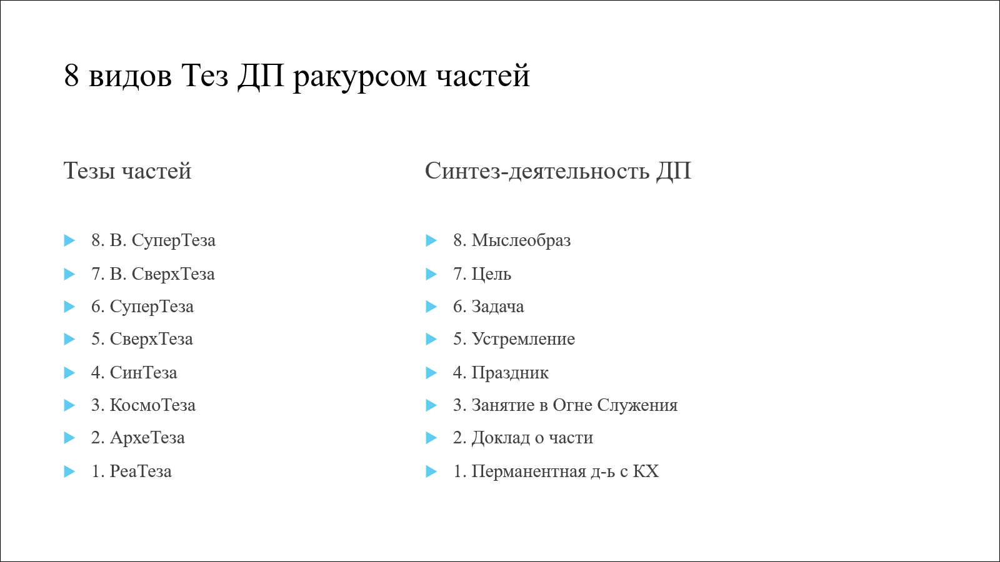 8 видов Тез ДП ракурсом частей
Тезы частей
8. В. СуперТеза
7. В. СверхТеза
6. СуперТеза
5. СверхТеза
4. СинТеза
3. КосмоТеза
2. АрхеТеза
1. РеаТеза
Синтез-деятельность ДП
8. Мыслеобраз
7. Цель
6. Задача
5. Устремление
4. Праздник
3. Занятие в Огне Служения
2. Доклад о части
1. Перманентная д-ь с КХ